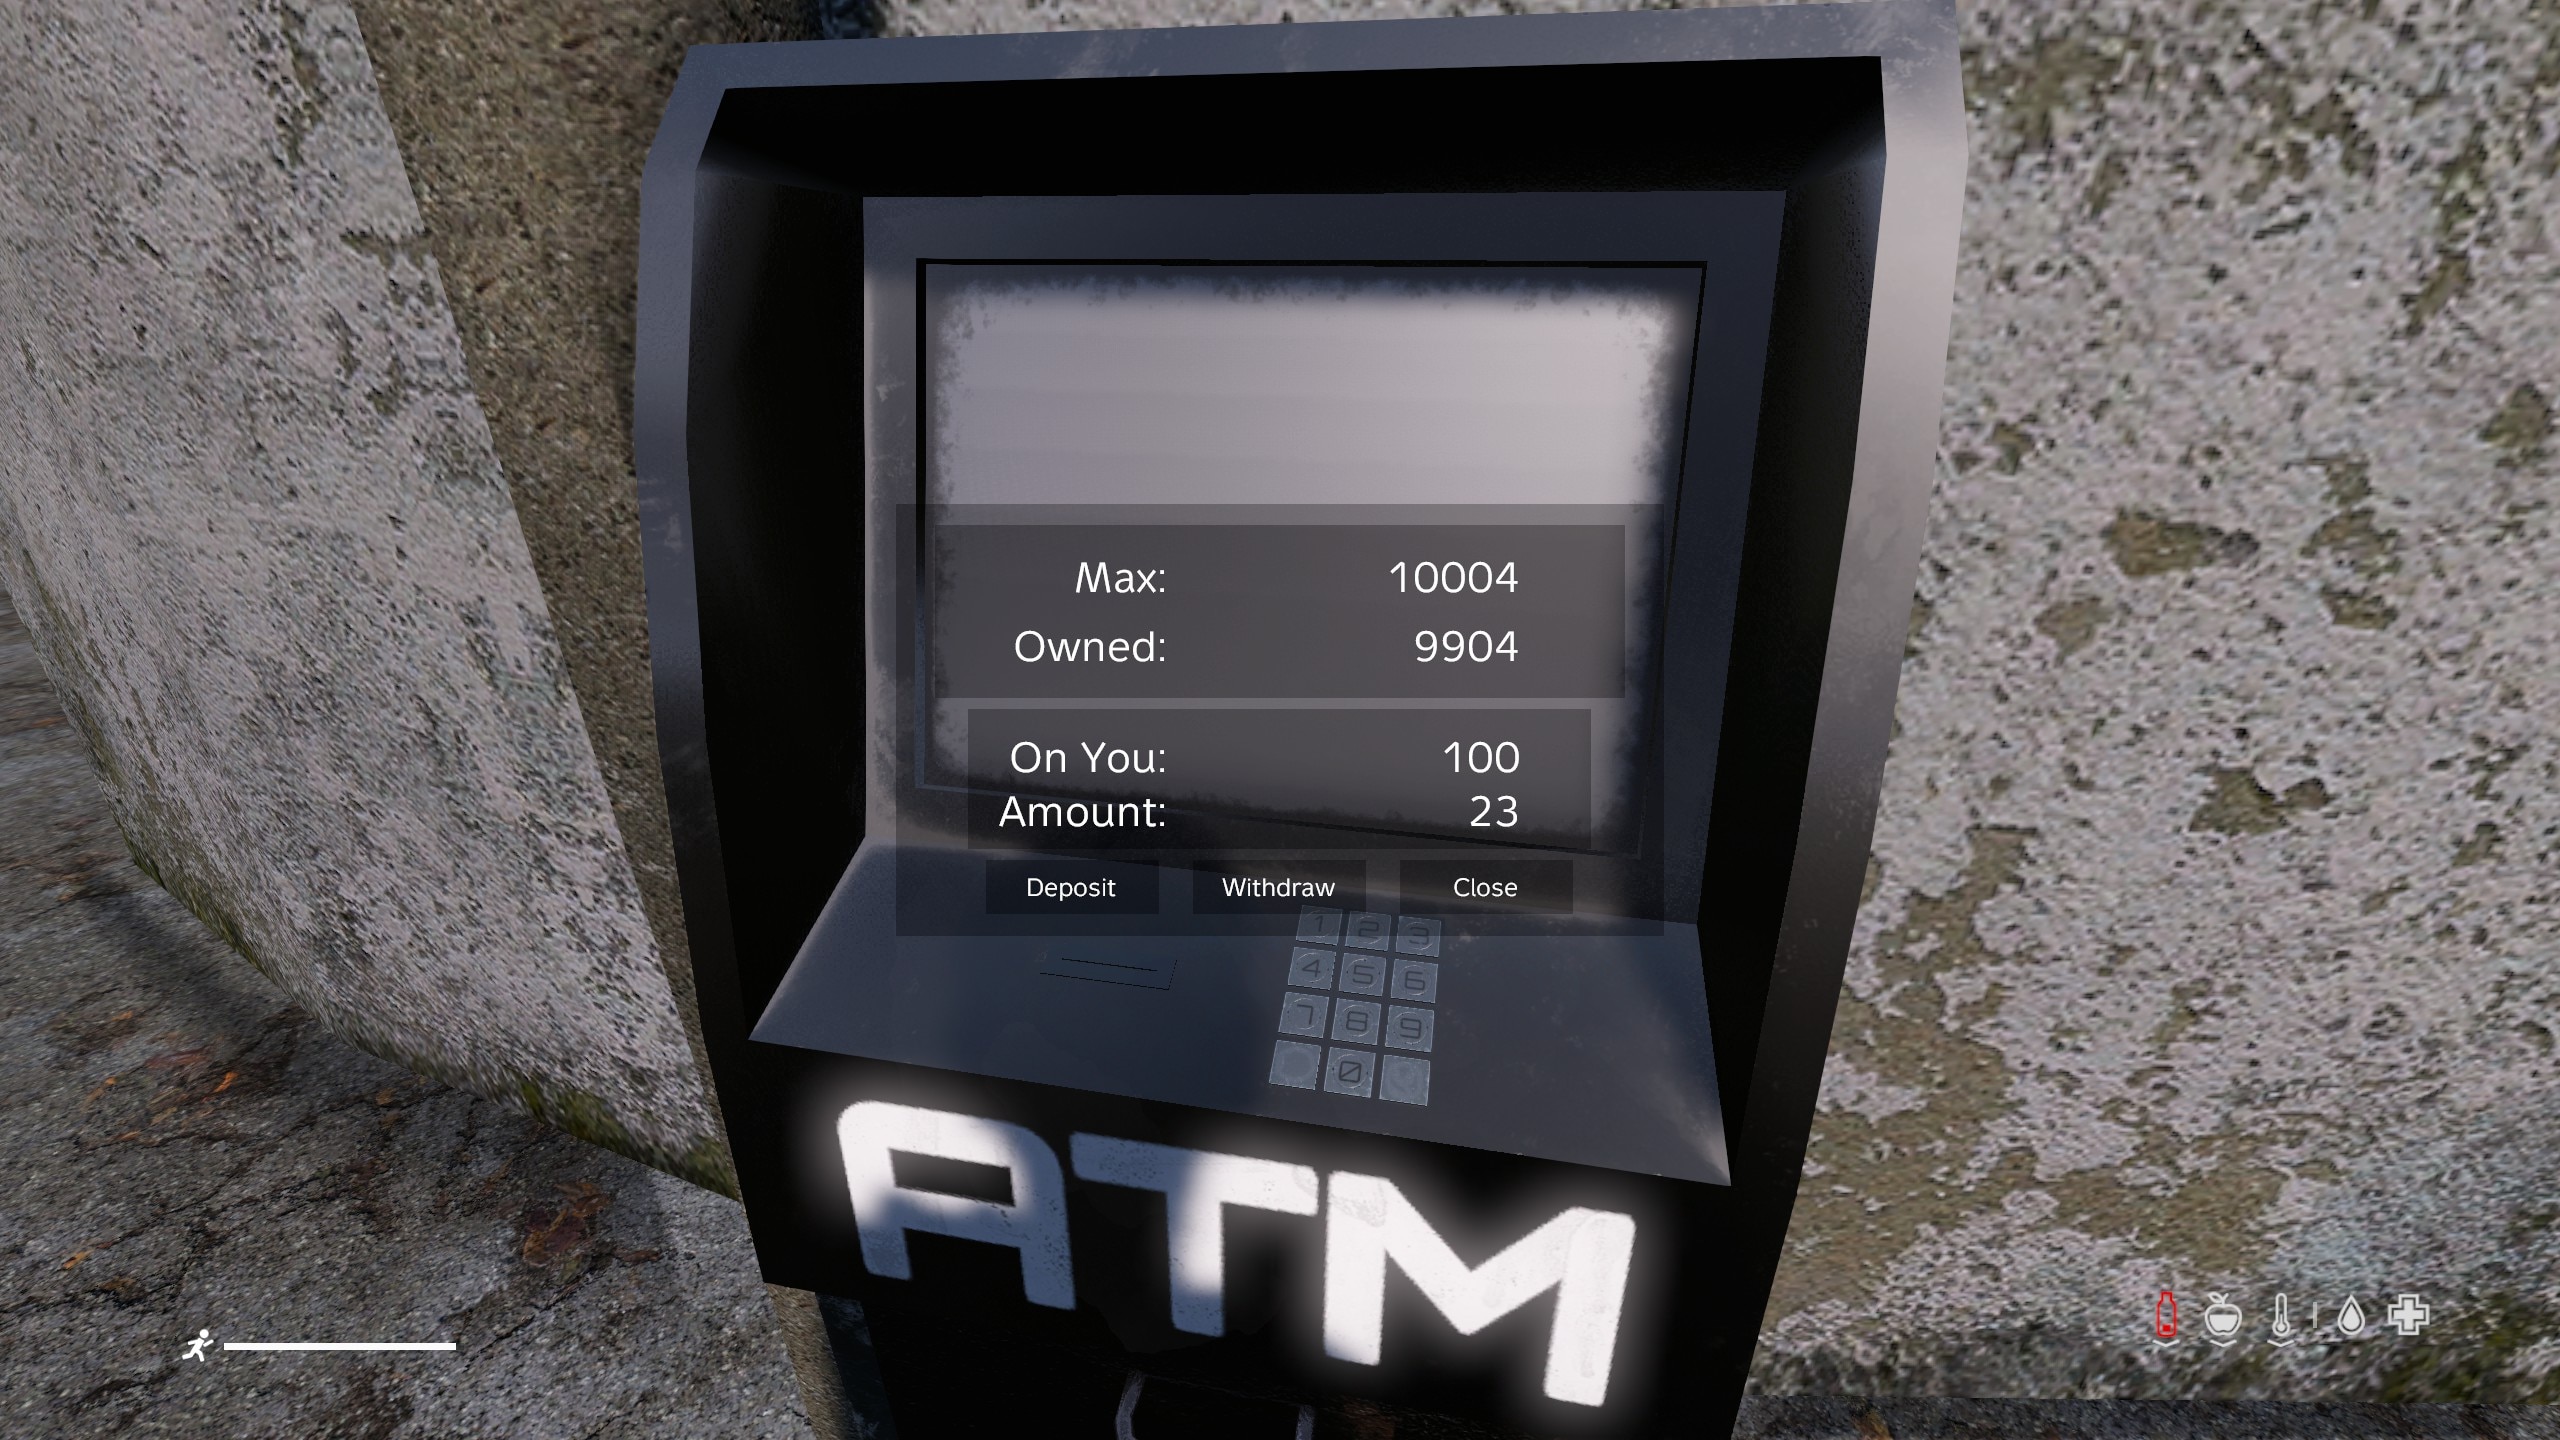 Max: 10004
Owned: 9904
On You: 100
Amount: 23
Deposit Withdraw Close
1 2 3
4 5 6
7 8 9
0
ATM